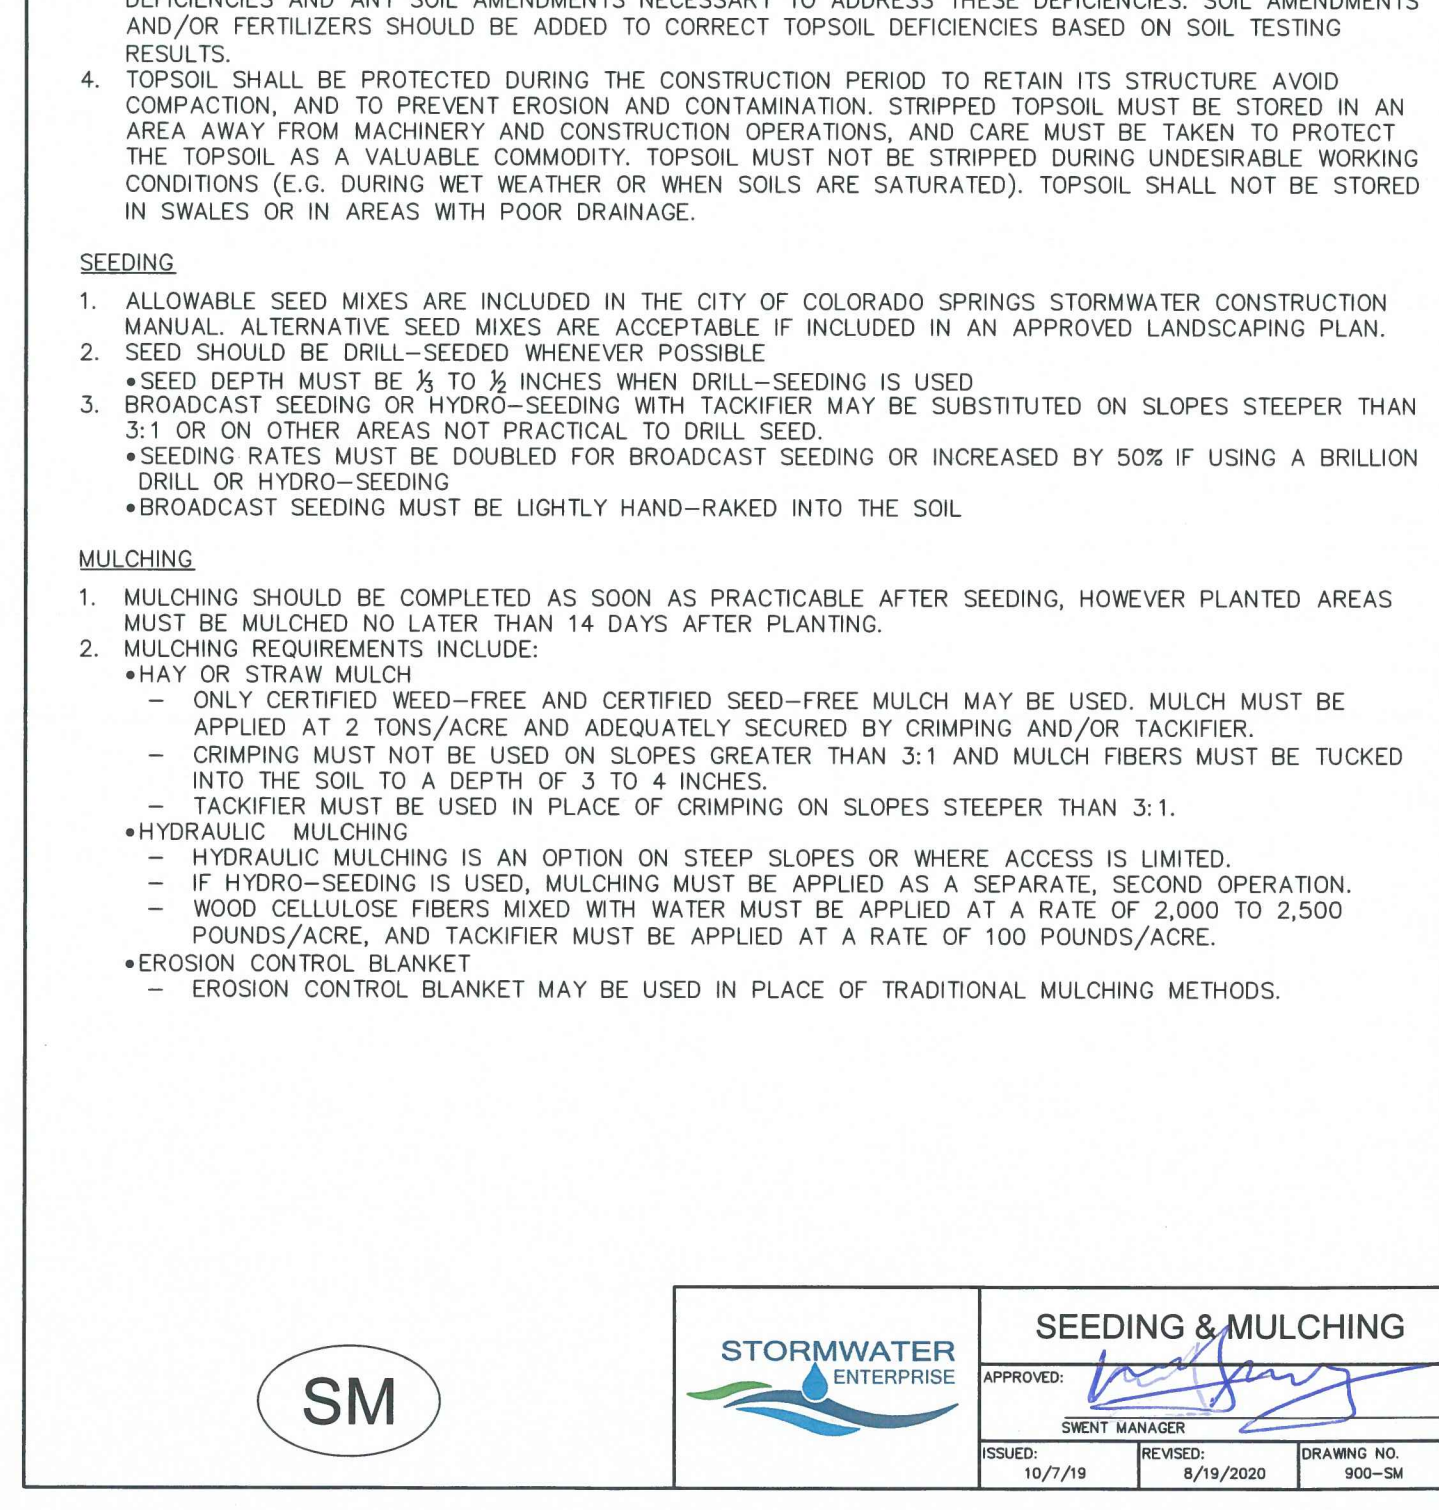 DEFICIENCIES AND ANY SOIL AMENDMENTS NECESSARY TO ADDRESS THESE DEFICIENCIES. SOIL AMENDMENTS
AND/OR FERTILIZERS SHOULD BE ADDED TO CORRECT TOPSOIL DEFICIENCIES BASED ON SOIL TESTING
RESULTS.
4. TOPSOIL SHALL BE PROTECTED DURING THE CONSTRUCTION PERIOD TO RETAIN ITS STRUCTURE AVOID
COMPACTION, AND TO PREVENT EROSION AND CONTAMINATION. STRIPPED TOPSOIL MUST BE STORED IN AN
AREA AWAY FROM MACHINERY AND CONSTRUCTION OPERATIONS, AND CARE MUST BE TAKEN TO PROTECT
THE TOPSOIL AS A VALUABLE COMMODITY. TOPSOIL MUST NOT BE STRIPPED DURING UNDESIRABLE WORKING
CONDITIONS (E.G. DURING WET WEATHER OR WHEN SOILS ARE SATURATED). TOPSOIL SHALL NOT BE STORED
IN SWALES OR IN AREAS WITH POOR DRAINAGE.
SEEDING
1. ALLOWABLE SEED MIXES ARE INCLUDED IN THE CITY OF COLORADO SPRINGS STORMWATER CONSTRUCTION
MANUAL. ALTERNATIVE SEED MIXES ARE ACCEPTABLE IF INCLUDED IN AN APPROVED LANDSCAPING PLAN.
2. SEED SHOULD BE DRILL–SEEDED WHENEVER POSSIBLE
•SEED DEPTH MUST BE ⅓ TO ½ INCHES WHEN DRILL–SEEDING IS USED
3. BROADCAST SEEDING OR HYDRO–SEEDING WITH TACKIFIER MAY BE SUBSTITUTED ON SLOPES STEEPER THAN
3:1 OR ON OTHER AREAS NOT PRACTICAL TO DRILL SEED.
•SEEDING RATES MUST BE DOUBLED FOR BROADCAST SEEDING OR INCREASED BY 50% IF USING A BRILLION
DRILL OR HYDRO–SEEDING
•BROADCAST SEEDING MUST BE LIGHTLY HAND–RAKED INTO THE SOIL
MULCHING
1. MULCHING SHOULD BE COMPLETED AS SOON AS PRACTICABLE AFTER SEEDING, HOWEVER PLANTED AREAS
MUST BE MULCHED NO LATER THAN 14 DAYS AFTER PLANTING.
2. MULCHING REQUIREMENTS INCLUDE:
•HAY OR STRAW MULCH
– ONLY CERTIFIED WEED–FREE AND CERTIFIED SEED–FREE MULCH MAY BE USED. MULCH MUST BE
APPLIED AT 2 TONS/ACRE AND ADEQUATELY SECURED BY CRIMPING AND/OR TACKIFIER.
– CRIMPING MUST NOT BE USED ON SLOPES GREATER THAN 3:1 AND MULCH FIBERS MUST BE TUCKED
INTO THE SOIL TO A DEPTH OF 3 TO 4 INCHES.
– TACKIFIER MUST BE USED IN PLACE OF CRIMPING ON SLOPES STEEPER THAN 3:1.
•HYDRAULIC MULCHING
– HYDRAULIC MULCHING IS AN OPTION ON STEEP SLOPES OR WHERE ACCESS IS LIMITED.
– IF HYDRO–SEEDING IS USED, MULCHING MUST BE APPLIED AS A SEPARATE, SECOND OPERATION.
– WOOD CELLULOSE FIBERS MIXED WITH WATER MUST BE APPLIED AT A RATE OF 2,000 TO 2,500
POUNDS/ACRE, AND TACKIFIER MUST BE APPLIED AT A RATE OF 100 POUNDS/ACRE.
•EROSION CONTROL BLANKET
– EROSION CONTROL BLANKET MAY BE USED IN PLACE OF TRADITIONAL MULCHING METHODS.
SM
STORMWATER
ENTERPRISE
SEEDING & MULCHING
APPROVED:
SWENT MANAGER
ISSUED: REVISED: DRAWING NO.
10/7/19 8/19/2020 900–SM